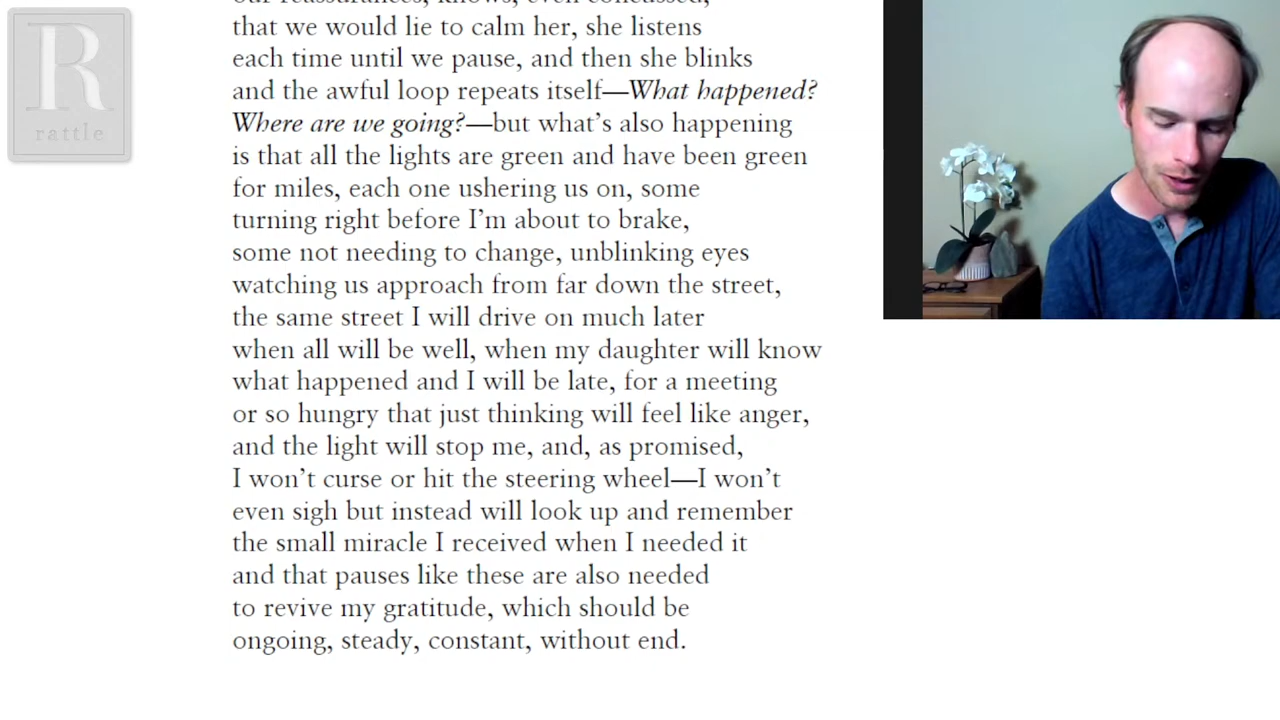 R
rattle
our reassurances, knows, even concussed,
that we would lie to calm her, she listens
each time until we pause, and then she blinks
and the awful loop repeats itself—What happened?
Where are we going?—but what's also happening
is that all the lights are green and have been green
for miles, each one ushering us on, some
turning right before I'm about to brake,
some not needing to change, unblinking eyes
watching us approach from far down the street,
the same street I will drive on much later
when all will be well, when my daughter will know
what happened and I will be late, for a meeting
or so hungry that just thinking will feel like anger,
and the light will stop me, and, as promised,
I won't curse or hit the steering wheel—I won't
even sigh but instead will look up and remember
the small miracle I received when I needed it
and that pauses like these are also needed
to revive my gratitude, which should be
ongoing, steady, constant, without end.